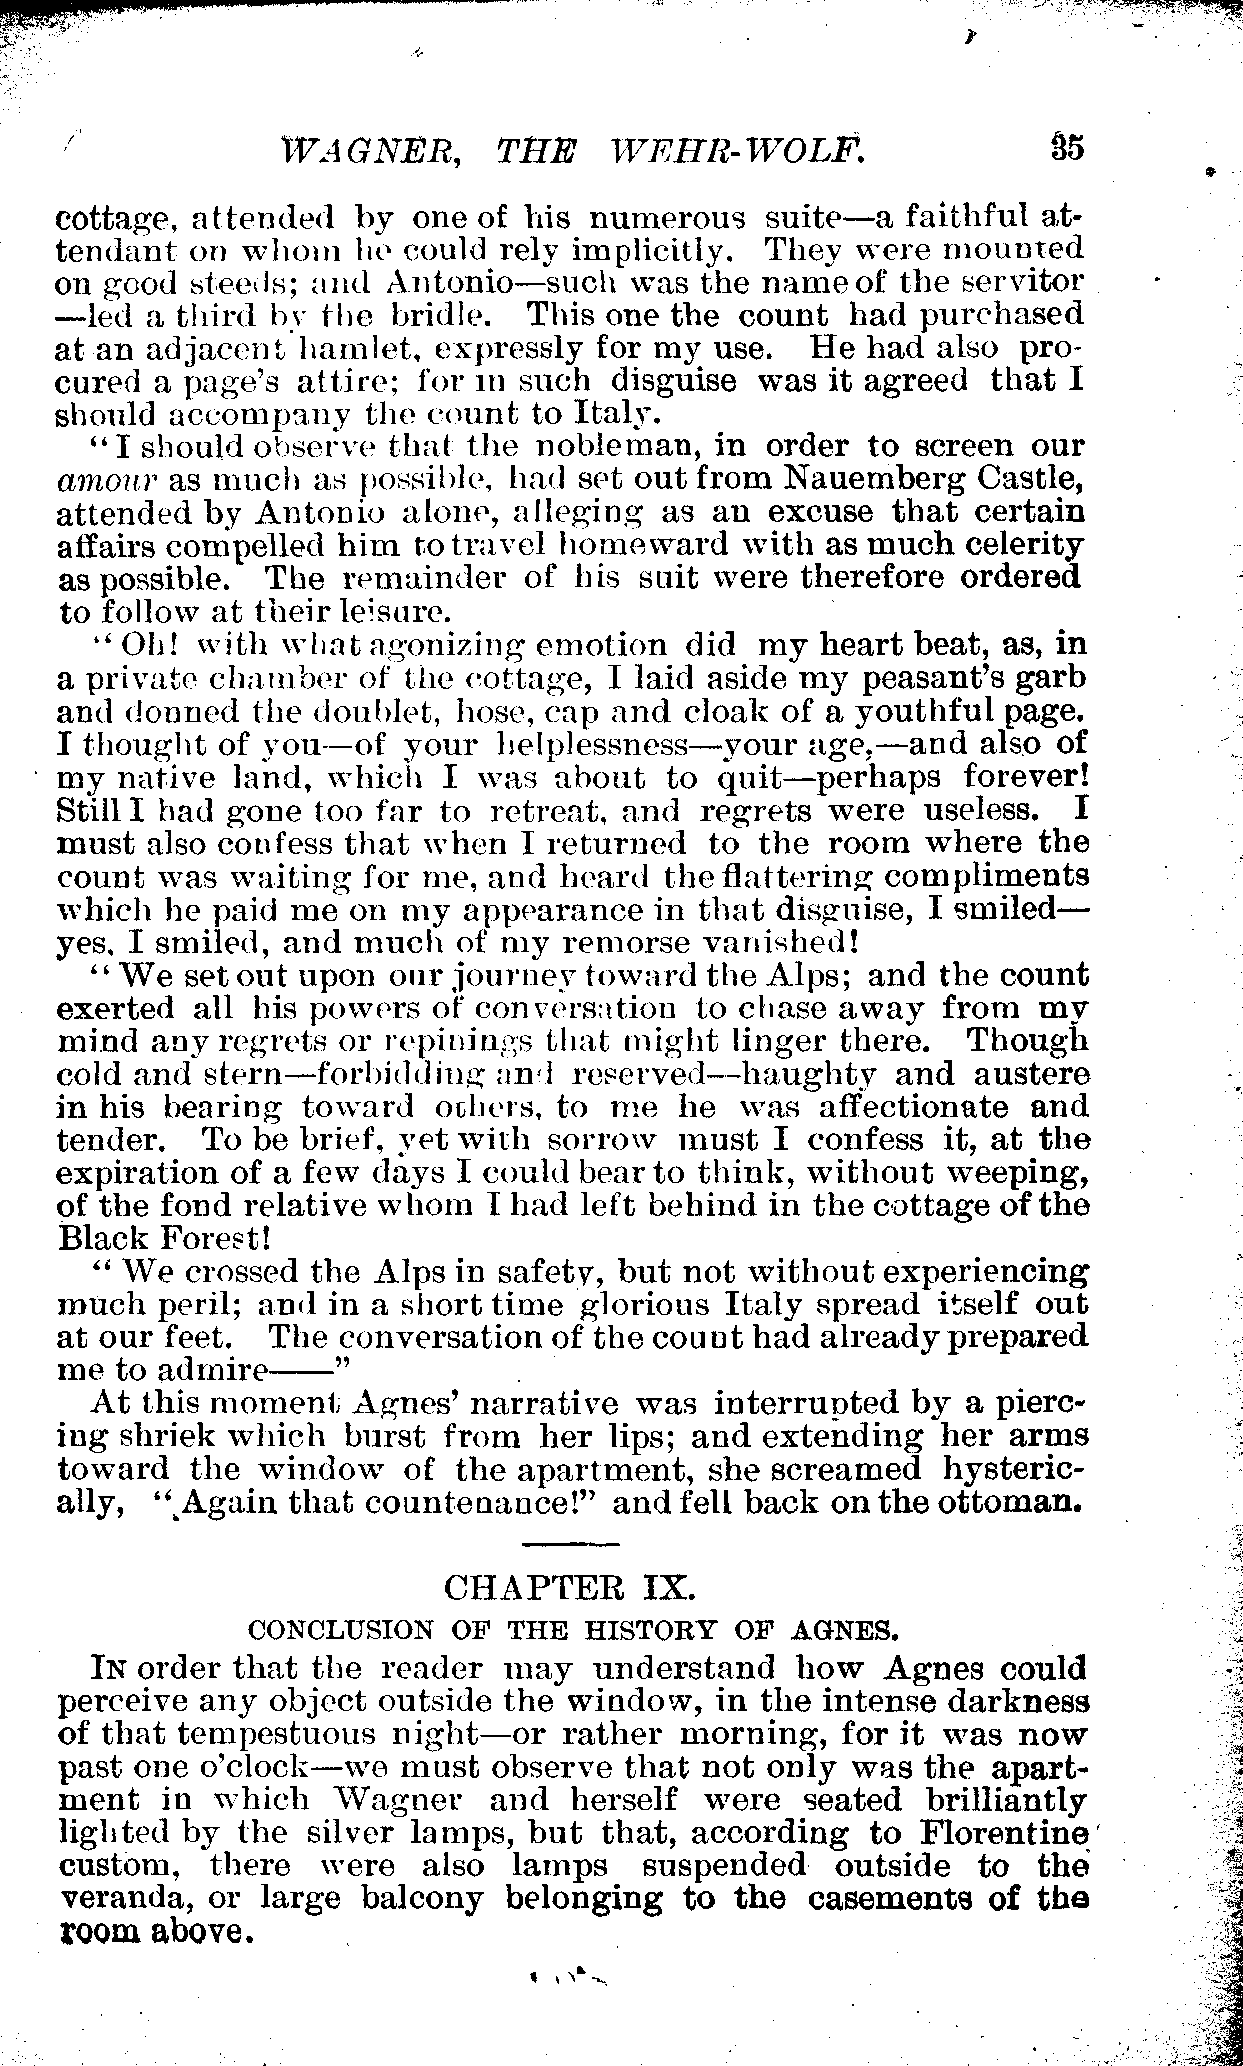 WAGNER, THE WEHR-WOLF. 35
cottage, attended by one of his numerous suite—a faithful at-
tendant on whom he could rely implicitly. They were mounted
on good steeds; and Antonio—such was the name of the servitor
—led a third by the bridle. This one the count had purchased
at an adjacent hamlet, expressly for my use. He had also pro-
cured a page's attire; for in such disguise was it agreed that I
should accompany the count to Italy.
“I should observe that the nobleman, in order to screen our
amour as much as possible, had set out from Nauemberg Castle,
attended by Antonio alone, alleging as an excuse that certain
affairs compelled him to travel homeward with as much celerity
as possible. The remainder of his suit were therefore ordered
to follow at their leisure.
“Oh! with what agonizing emotion did my heart beat, as, in
a private chamber of the cottage, I laid aside my peasant's garb
and donned the doublet, hose, cap and cloak of a youthful page.
I thought of you—of your helplessness—your age,—and also of
my native land, which I was about to quit—perhaps forever!
Still I had gone too far to retreat, and regrets were useless. I
must also confess that when I returned to the room where the
count was waiting for me, and heard the flattering compliments
which he paid me on my appearance in that disguise, I smiled—
yes, I smiled, and much of my remorse vanished!
“We set out upon our journey toward the Alps; and the count
exerted all his powers of conversation to chase away from my
mind any regrets or repinings that might linger there. Though
cold and stern—forbidding and reserved—haughty and austere
in his bearing toward others, to me he was affectionate and
tender. To be brief, yet with sorrow must I confess it, at the
expiration of a few days I could bear to think, without weeping,
of the fond relative whom I had left behind in the cottage of the
Black Forest!
“We crossed the Alps in safety, but not without experiencing
much peril; and in a short time glorious Italy spread itself out
at our feet. The conversation of the count had already prepared
me to admire——”
At this moment Agnes' narrative was interrupted by a pierc-
ing shriek which burst from her lips; and extending her arms
toward the window of the apartment, she screamed hysteric-
ally, “Again that countenance!” and fell back on the ottoman.
CHAPTER IX.
CONCLUSION OF THE HISTORY OF AGNES.
IN order that the reader may understand how Agnes could
perceive any object outside the window, in the intense darkness
of that tempestuous night—or rather morning, for it was now
past one o'clock—we must observe that not only was the apart-
ment in which Wagner and herself were seated brilliantly
lighted by the silver lamps, but that, according to Florentine
custom, there were also lamps suspended outside to the
veranda, or large balcony belonging to the casements of the
room above.